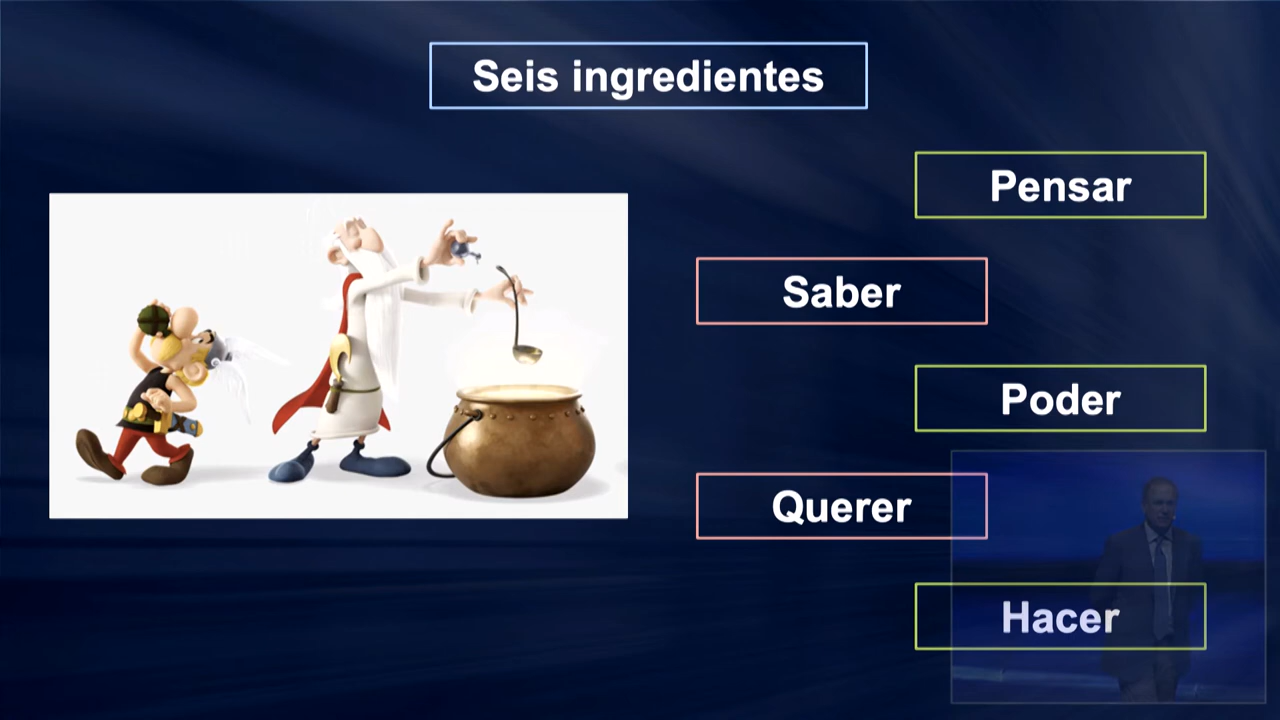 Seis ingredientes
Pensar
Saber
Poder
Querer
Hacer